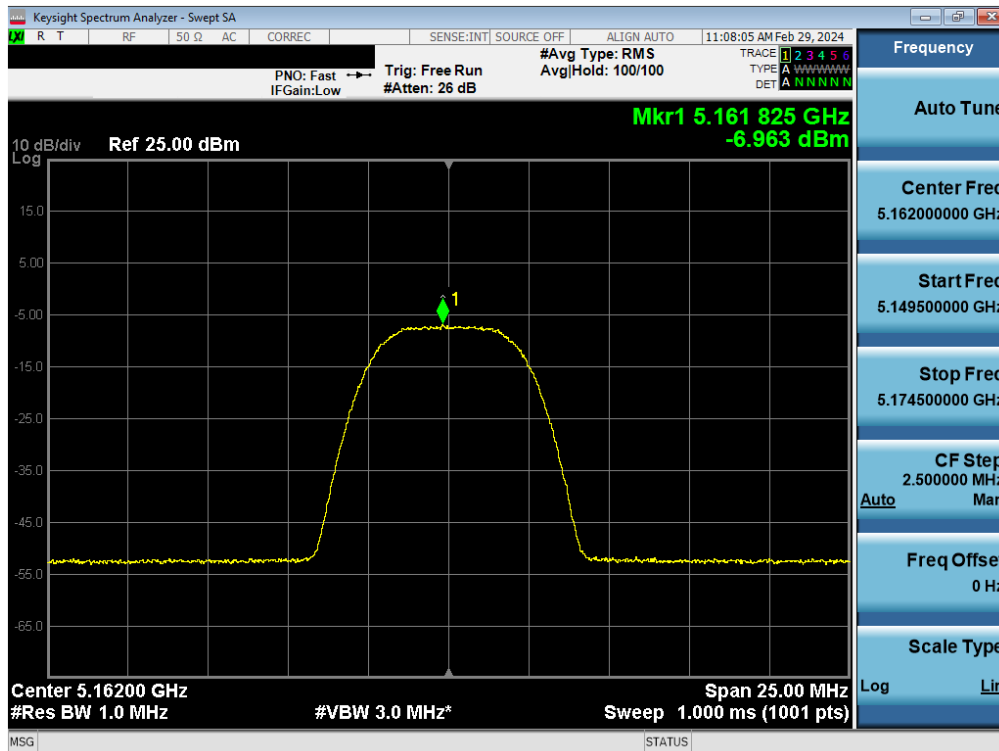 Keysight Spectrum Analyzer - Swept SA
LXI R T RF 50 Ω AC CORREC SENSE:INT SOURCE OFF ALIGN AUTO 11:08:05 AM Feb 29, 2024
PNO: Fast
IFGain:Low
Trig: Free Run
#Atten: 26 dB
#Avg Type: RMS
Avg|Hold: 100/100
TRACE 1 2 3 4 5 6
TYPE A WWWWW
DET A N N N N N
Mkr1 5.161 825 GHz
-6.963 dBm
10 dB/div
Log
Ref 25.00 dBm
15.0
5.00
-5.00
-15.0
-25.0
-35.0
-45.0
-55.0
-65.0
1
Center 5.16200 GHz
#Res BW 1.0 MHz
#VBW 3.0 MHz*
Span 25.00 MHz
Sweep 1.000 ms (1001 pts)
MSG
STATUS
Frequency
Auto Tune
Center Freq
5.162000000 GHz
Start Freq
5.149500000 GHz
Stop Freq
5.174500000 GHz
CF Step
2.500000 MHz
Auto Man
Freq Offset
0 Hz
Scale Type
Log Lin